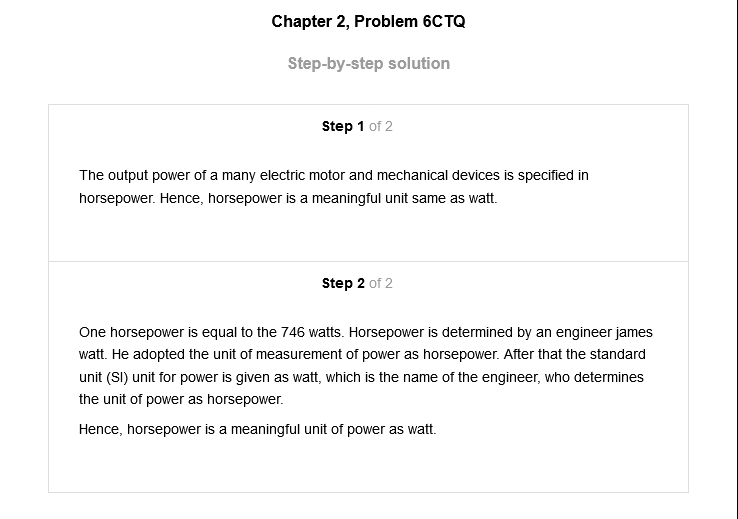 Chapter 2, Problem 6CTQ
Step-by-step solution
Step 1 of 2
The output power of a many electric motor and mechanical devices is specified in
horsepower. Hence, horsepower is a meaningful unit same as watt.
Step 2 of 2
One horsepower is equal to the 746 watts. Horsepower is determined by an engineer james
watt. He adopted the unit of measurement of power as horsepower. After that the standard
unit (SI) unit for power is given as watt, which is the name of the engineer, who determines
the unit of power as horsepower.
Hence, horsepower is a meaningful unit of power as watt.